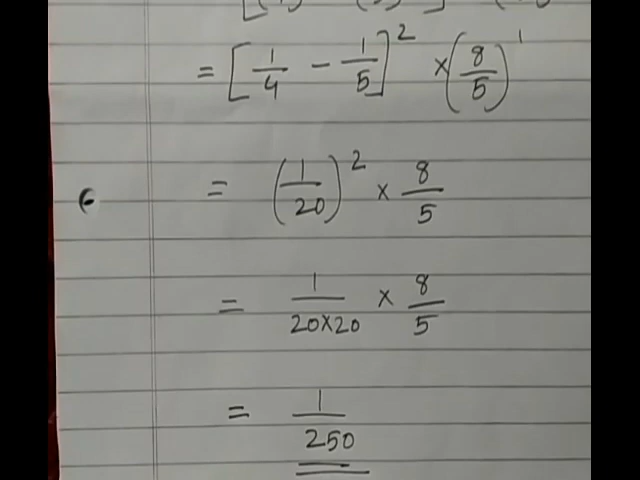 = [1/4 - 1/5]² × (8/5)¹
= (1/20)² × 8/5
= 1/20×20 × 8/5
= 1/250